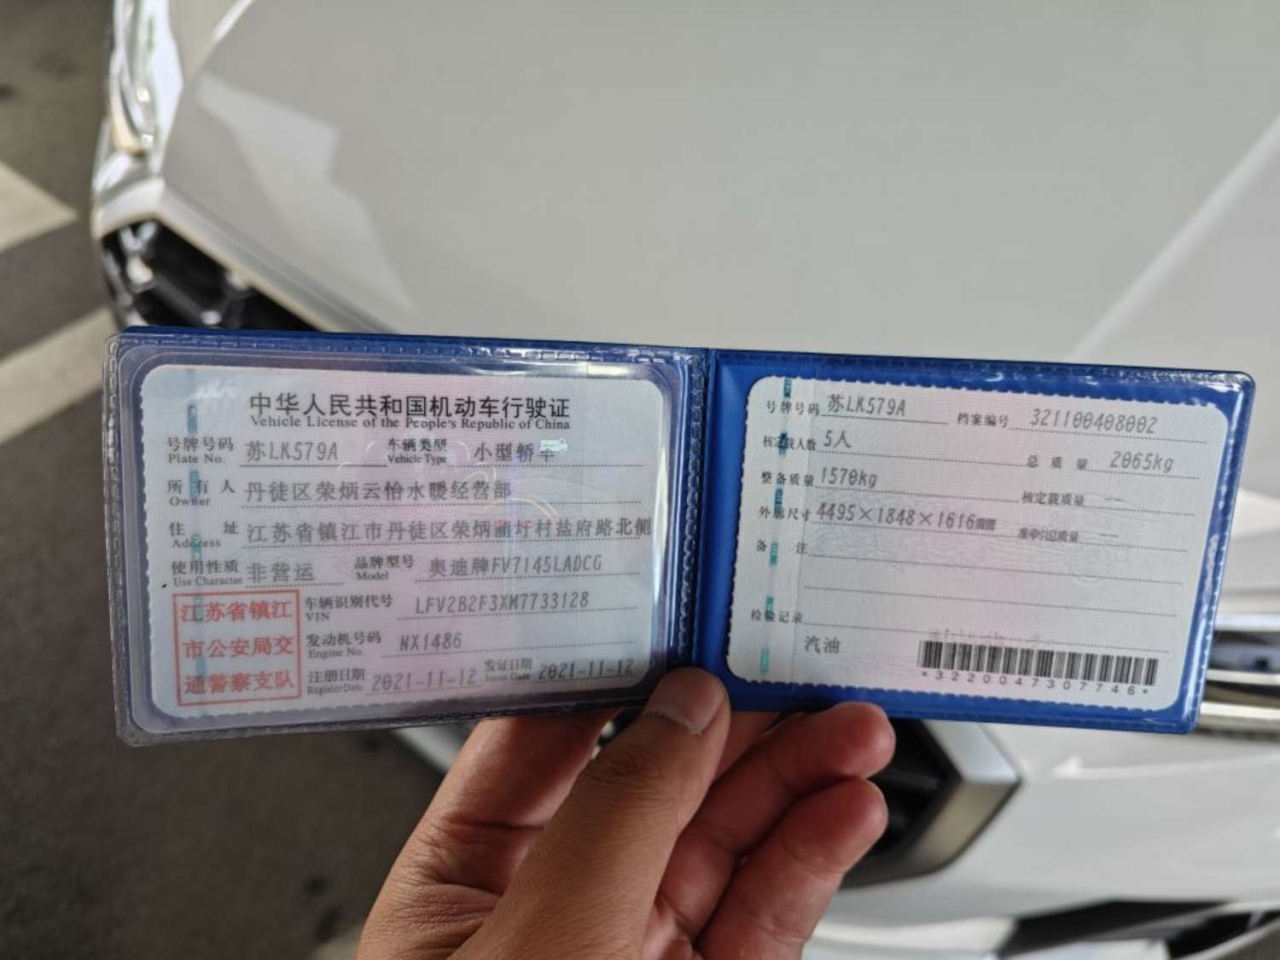 中华人民共和国机动车行驶证
Vehicle License of the People's Republic of China
号牌号码 苏LK579A 车辆类型 小型轿车
Plate No. Vehicle Type
所有人 丹徒区荣炳云怡水暖经营部
Owner
住址 江苏省镇江市丹徒区荣炳蒲圩村盐府路北侧
Address
使用性质 非营运 品牌型号 奥迪牌FV7145LADCG
Use Character Model
江苏省镇江
市公安局交
通警察支队
车辆识别代号 LFV2B2F3XM7733128
VIN
发动机号码 NX1486
Engine No.
注册日期 2021-11-12 发证日期 2021-11-12
Register Date Issue Date
号牌号码 苏LK579A 档案编号 321100408002
核定载人数 5人 总质量 2065kg
整备质量 1570kg 核定载质量 --
外廓尺寸 4495×1848×1616mm 准牵引总质量 --
备注
检验记录
汽油
*3220047307746*